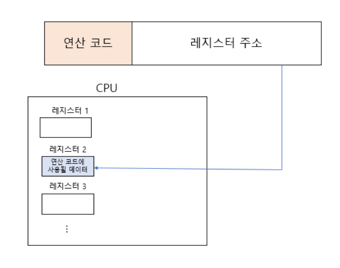 연산 코드 레지스터 주소
CPU
레지스터 1
레지스터 2
연산 코드에
사용될 데이터
레지스터 3
⋮